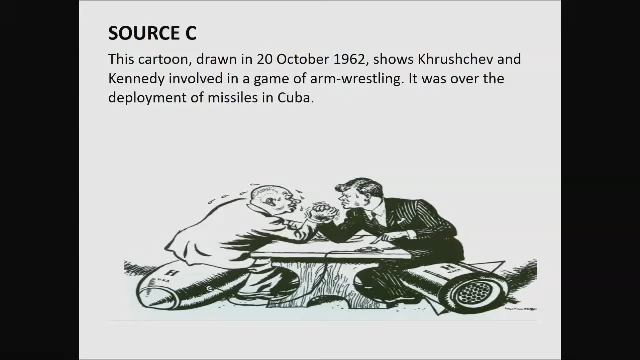 SOURCE C
This cartoon, drawn in 20 October 1962, shows Khrushchev and
Kennedy involved in a game of arm-wrestling. It was over the
deployment of missiles in Cuba.
H